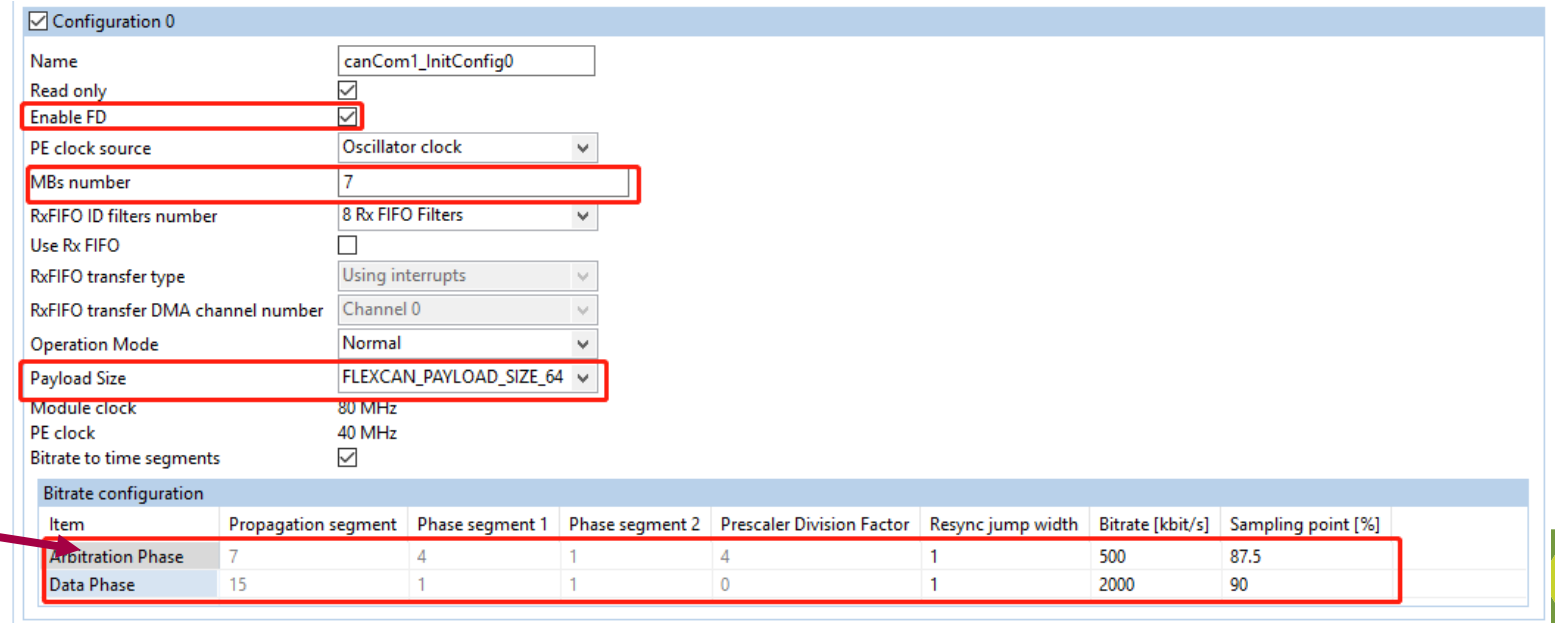 Configuration 0
Name canCom1_InitConfig0
Read only
Enable FD
PE clock source Oscillator clock
MBs number 7
RxFIFO ID filters number 8 Rx FIFO Filters
Use Rx FIFO
RxFIFO transfer type Using interrupts
RxFIFO transfer DMA channel number Channel 0
Operation Mode Normal
Payload Size FLEXCAN_PAYLOAD_SIZE_64
Module clock 80 MHz
PE clock 40 MHz
Bitrate to time segments
Bitrate configuration
Item Propagation segment Phase segment 1 Phase segment 2 Prescaler Division Factor Resync jump width Bitrate [kbit/s] Sampling point [%]
Arbitration Phase 7 4 1 4 1 500 87.5
Data Phase 15 1 1 0 1 2000 90